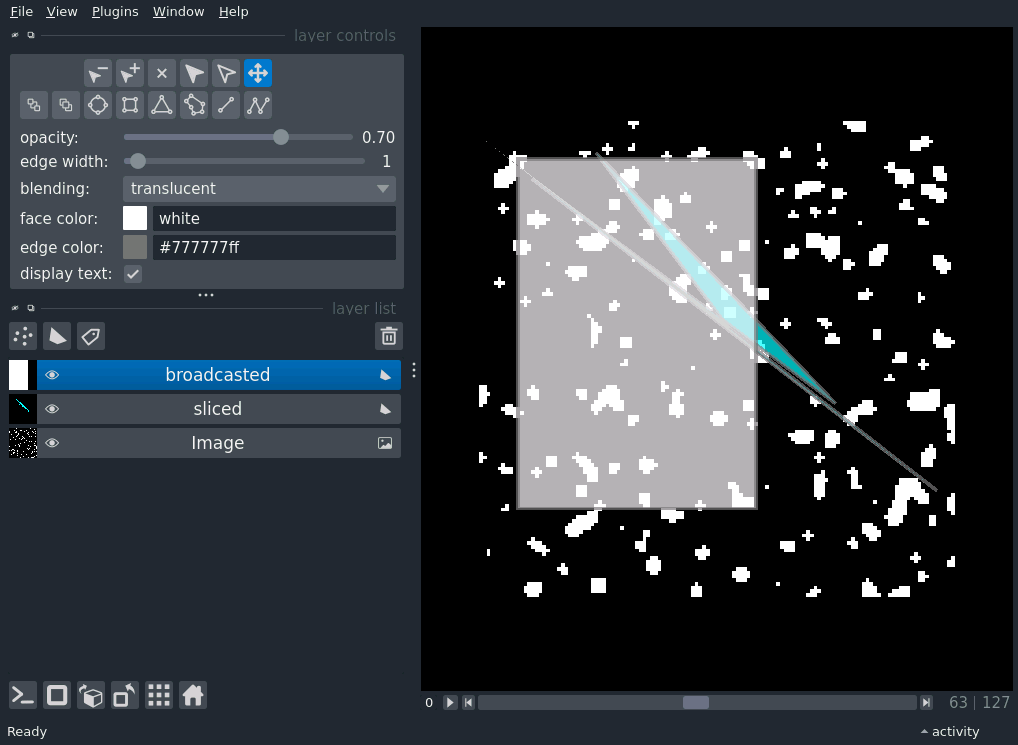 File View Plugins Window Help
layer controls
opacity: 0.70
edge width: 1
blending: translucent
face color: white
edge color: #777777ff
display text:
layer list
broadcasted
sliced
Image
0 63 | 127
Ready activity